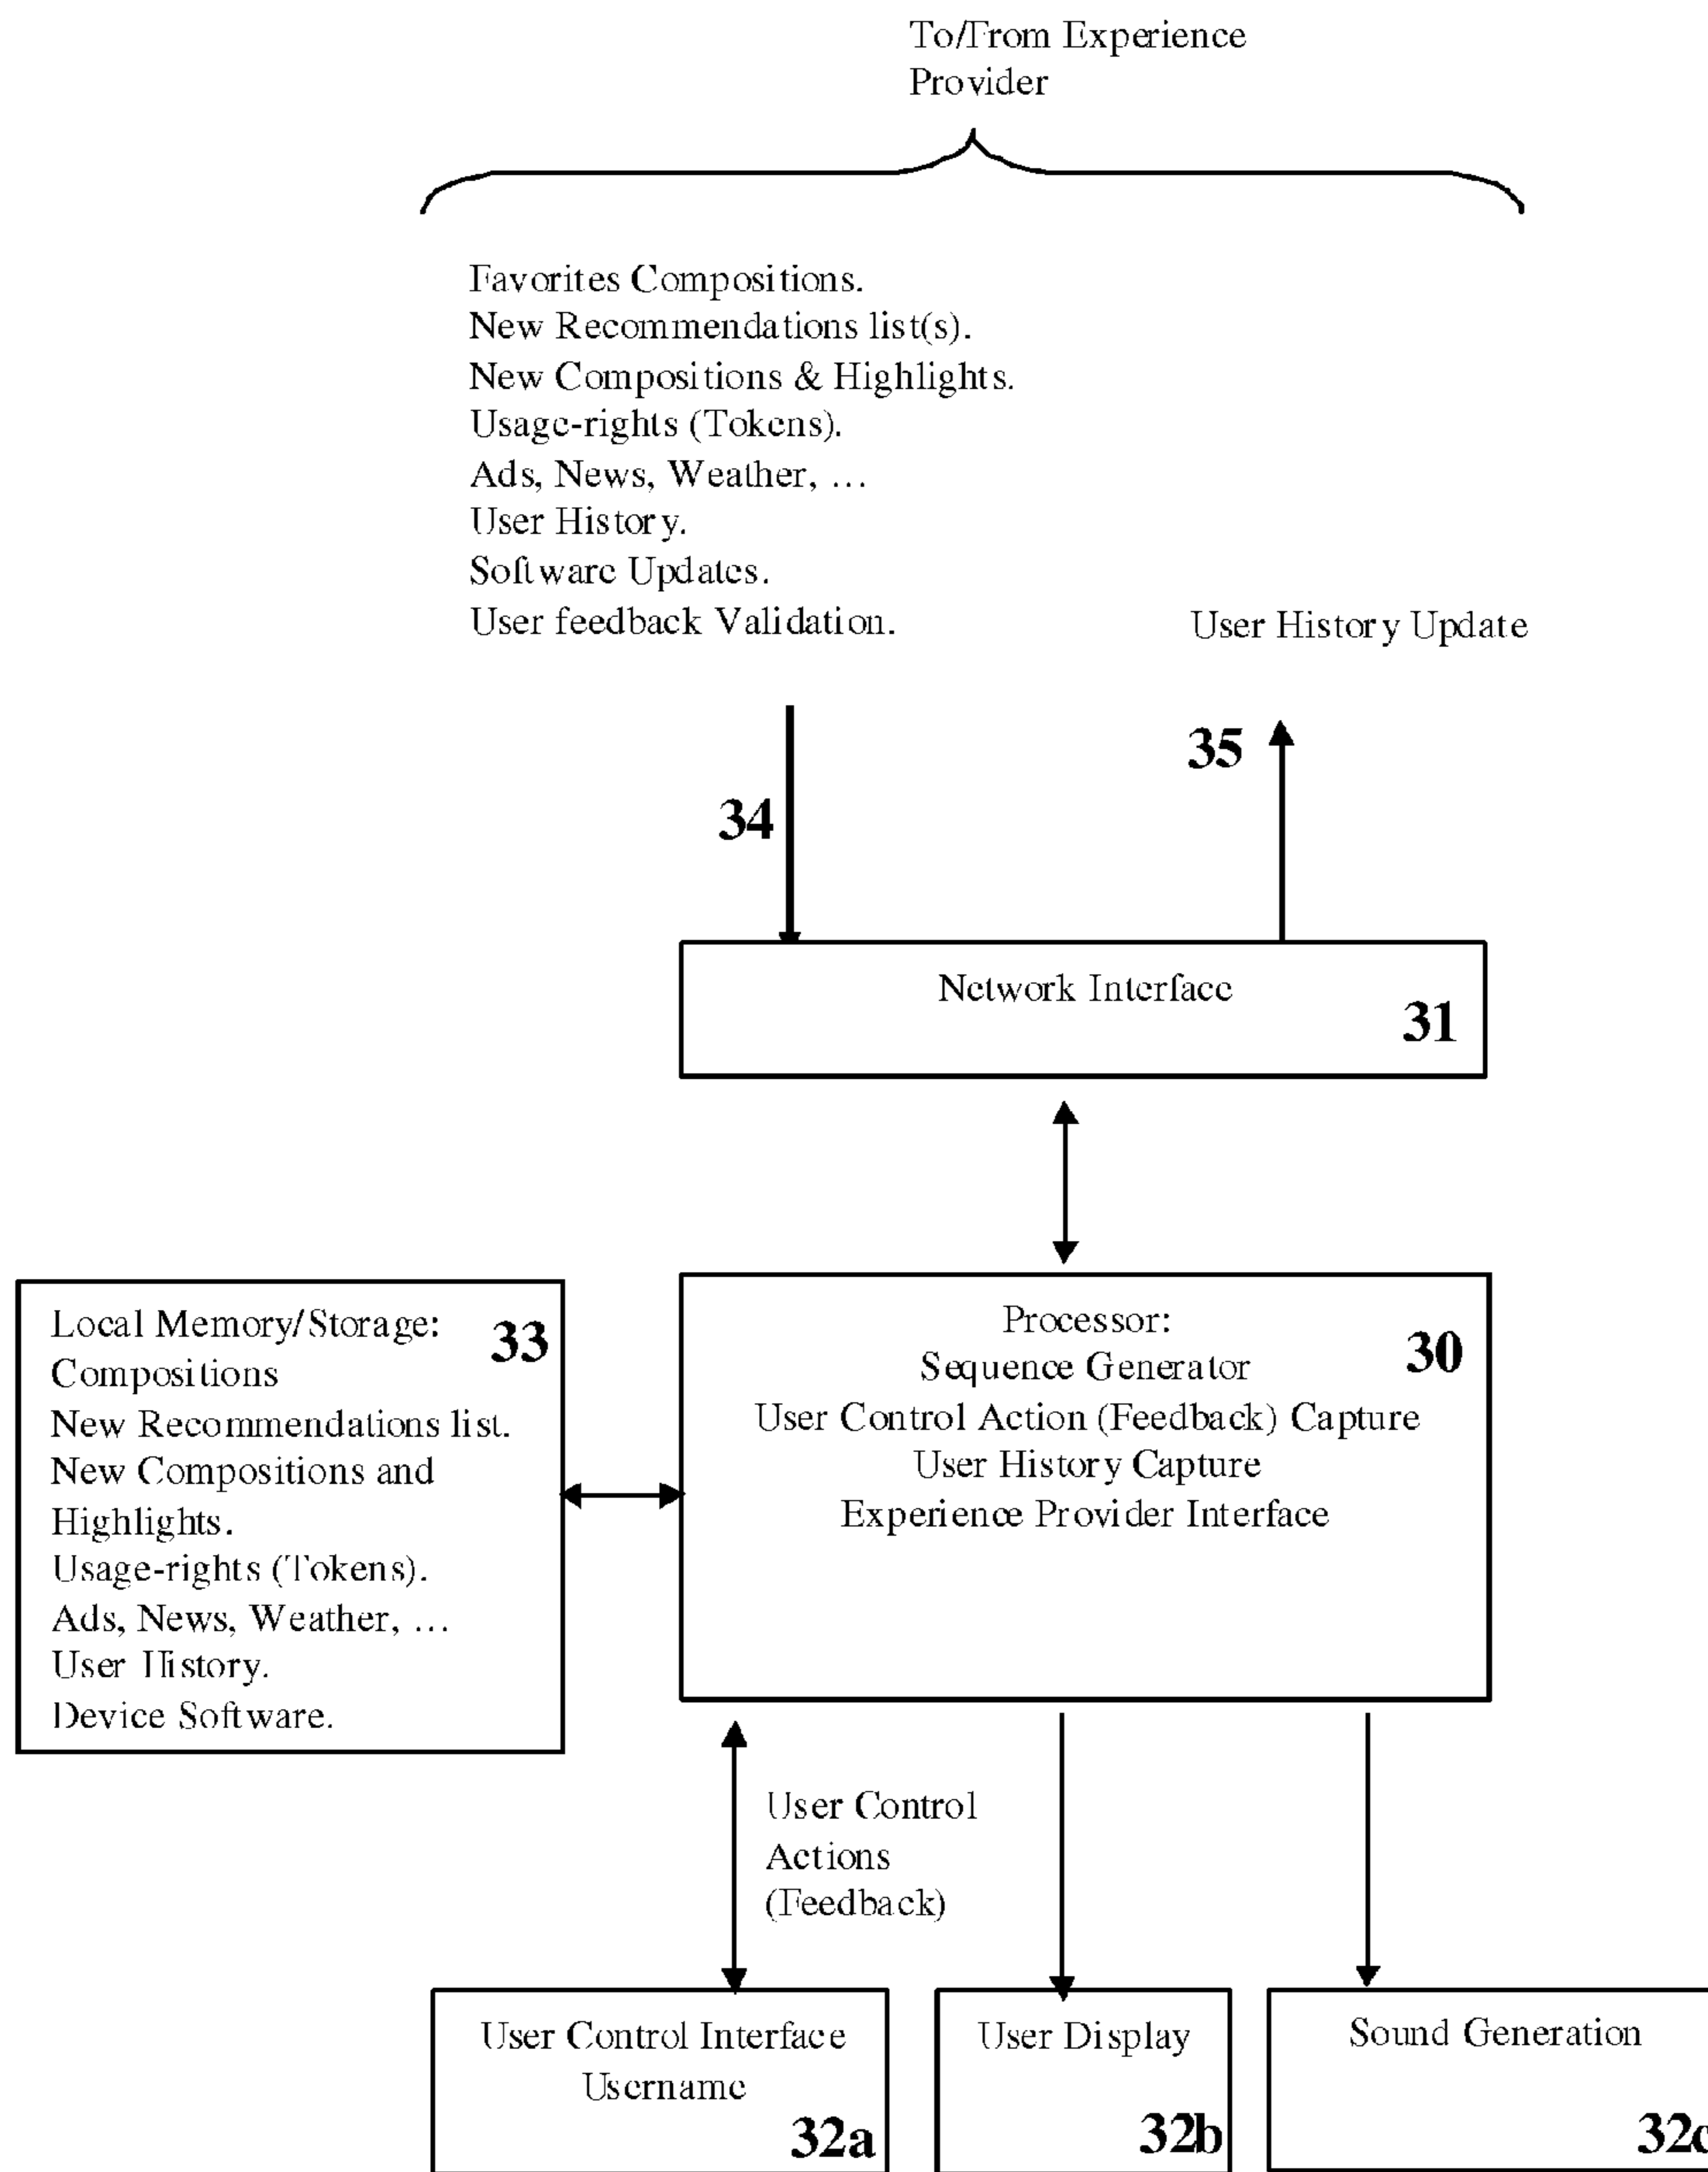 To/From Experience
Provider
Favorites Compositions.
New Recommendations list(s).
New Compositions & Highlights.
Usage-rights (Tokens).
Ads, News, Weather, …
User History.
Software Updates.
User feedback Validation.
User History Update
35
34
Network Interface
31
Local Memory/Storage:
33
Compositions
New Recommendations list.
New Compositions and
Highlights.
Usage-rights (Tokens).
Ads, News, Weather, …
User History.
Device Software.
Processor:
30
Sequence Generator
User Control Action (Feedback) Capture
User History Capture
Experience Provider Interface
User Control
Actions
(Feedback)
User Control Interface
Username
32a
User Display
32b
Sound Generation
32c